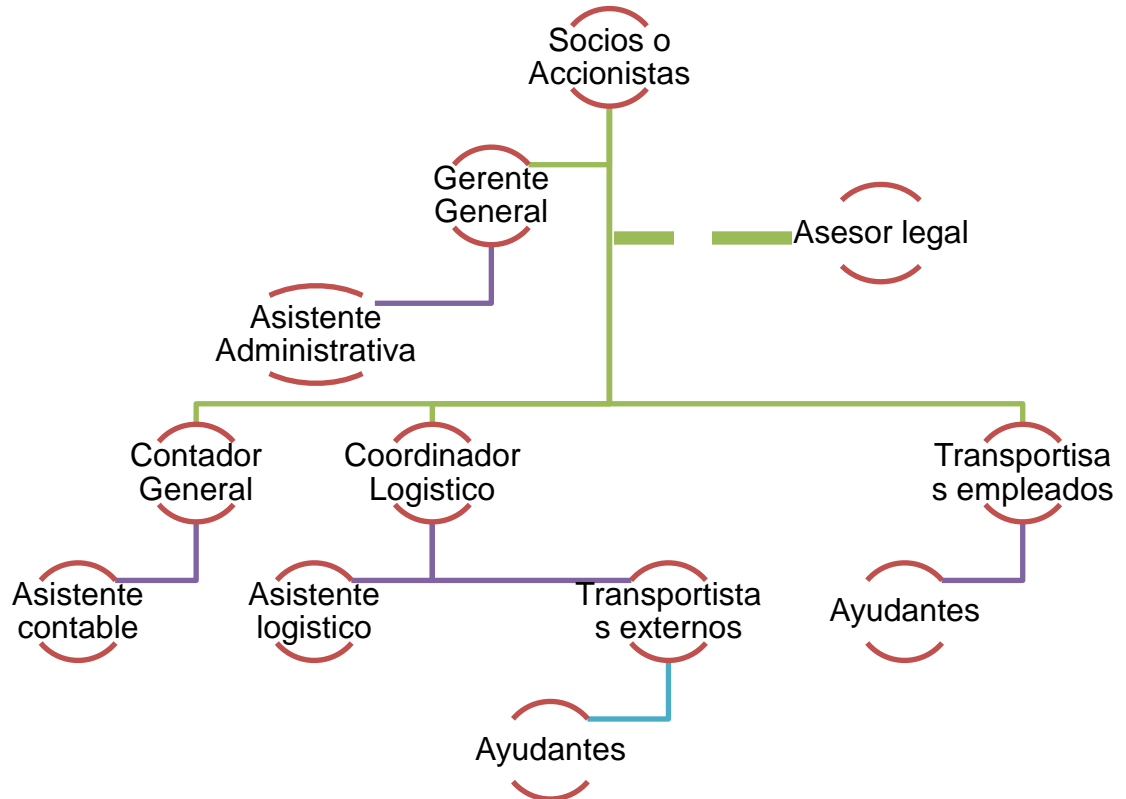 Socios o
Accionistas
Gerente
General
Asesor legal
Asistente
Administrativa
Contador
General
Coordinador
Logistico
Transportisa
s empleados
Asistente
contable
Asistente
logistico
Transportista
s externos
Ayudantes
Ayudantes